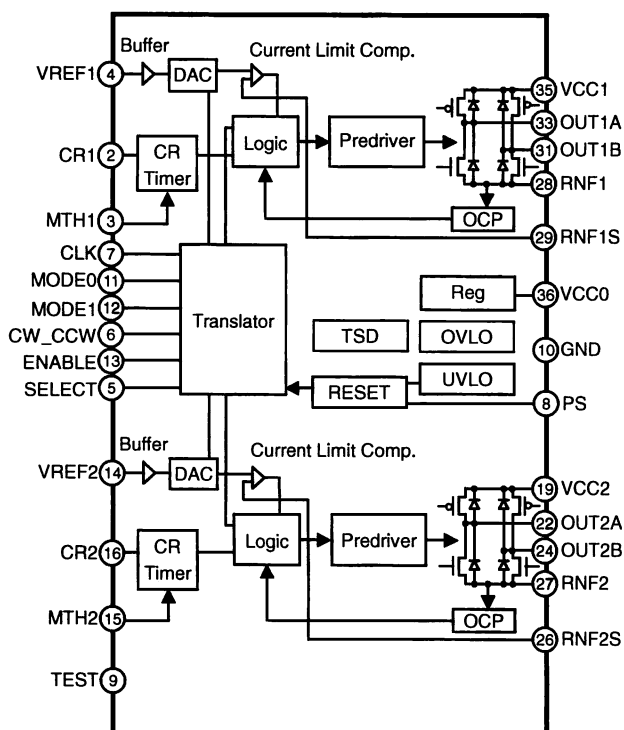 Buffer
Current Limit Comp.
VREF1 4 DAC 35 VCC1
33 OUT1A
CR1 2 CR Timer Logic Predriver 31 OUT1B
28 RNF1
MTH1 3 OCP
29 RNF1S
CLK 7
MODE0 11 Reg 36 VCC0
MODE1 12 Translator
CW_CCW 6 TSD OVLO
10 GND
ENABLE 13
SELECT 5 RESET UVLO
8 PS
Buffer Current Limit Comp.
VREF2 14 DAC 19 VCC2
22 OUT2A
CR2 16 CR Timer Logic Predriver 24 OUT2B
27 RNF2
MTH2 15 OCP
26 RNF2S
TEST 9